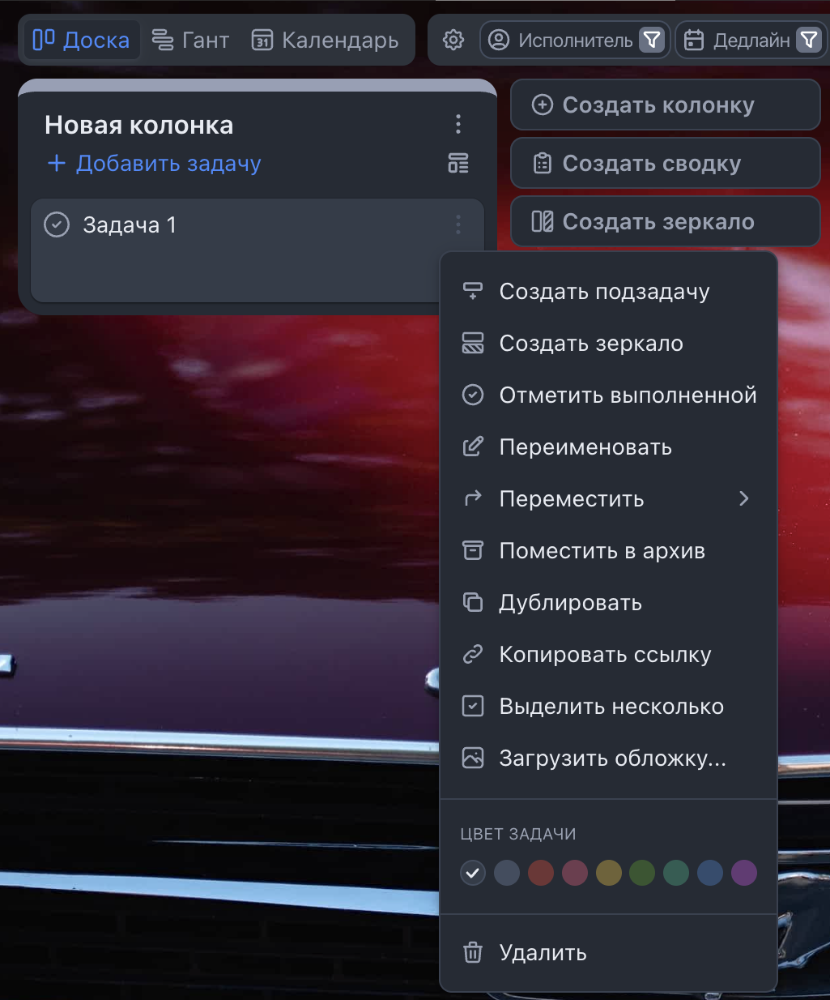 Доска
Гант
31 Календарь
Исполнитель
Дедлайн
Новая колонка
+ Добавить задачу
Задача 1
Создать колонку
Создать сводку
Создать зеркало
Создать подзадачу
Создать зеркало
Отметить выполненной
Переименовать
Переместить
Поместить в архив
Дублировать
Копировать ссылку
Выделить несколько
Загрузить обложку...
ЦВЕТ ЗАДАЧИ
Удалить